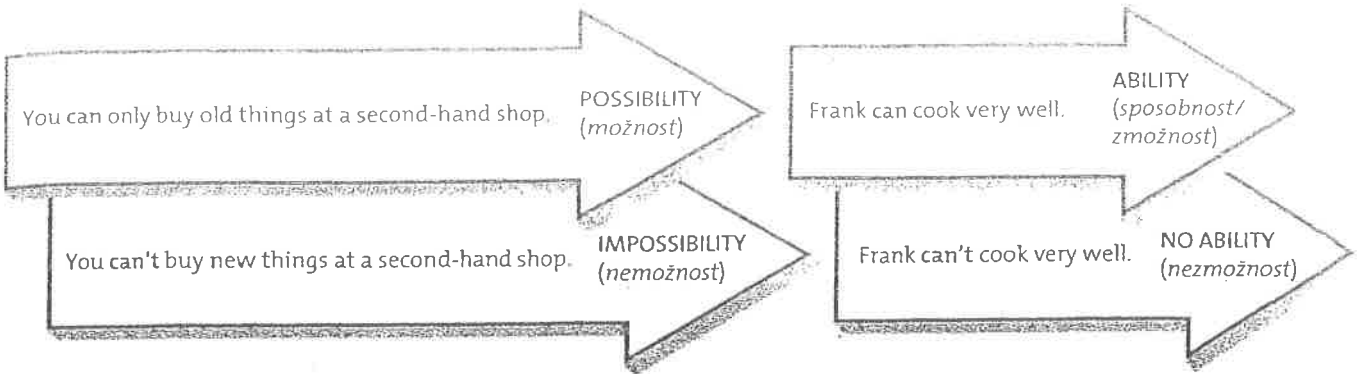 You can only buy old things at a second-hand shop.
POSSIBILITY
(možnost)
Frank can cook very well.
ABILITY
(sposobnost/
zmožnost)
You can't buy new things at a second-hand shop.
IMPOSSIBILITY
(nemožnost)
Frank can't cook very well.
NO ABILITY
(nezmožnost)